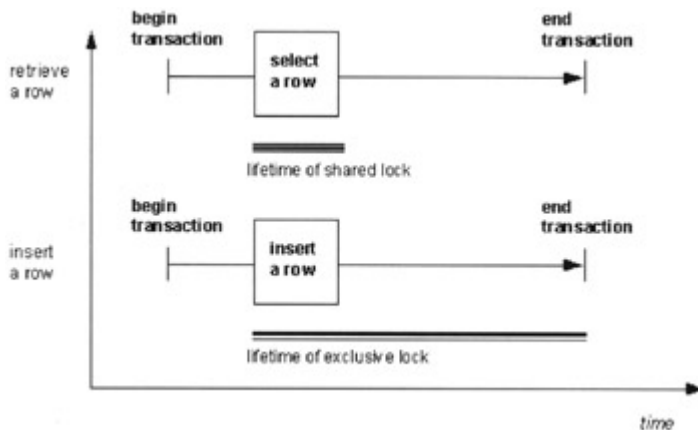 begin
transaction
end
transaction
retrieve
a row
select
a row
lifetime of shared lock
begin
transaction
end
transaction
insert
a row
insert
a row
lifetime of exclusive lock
time